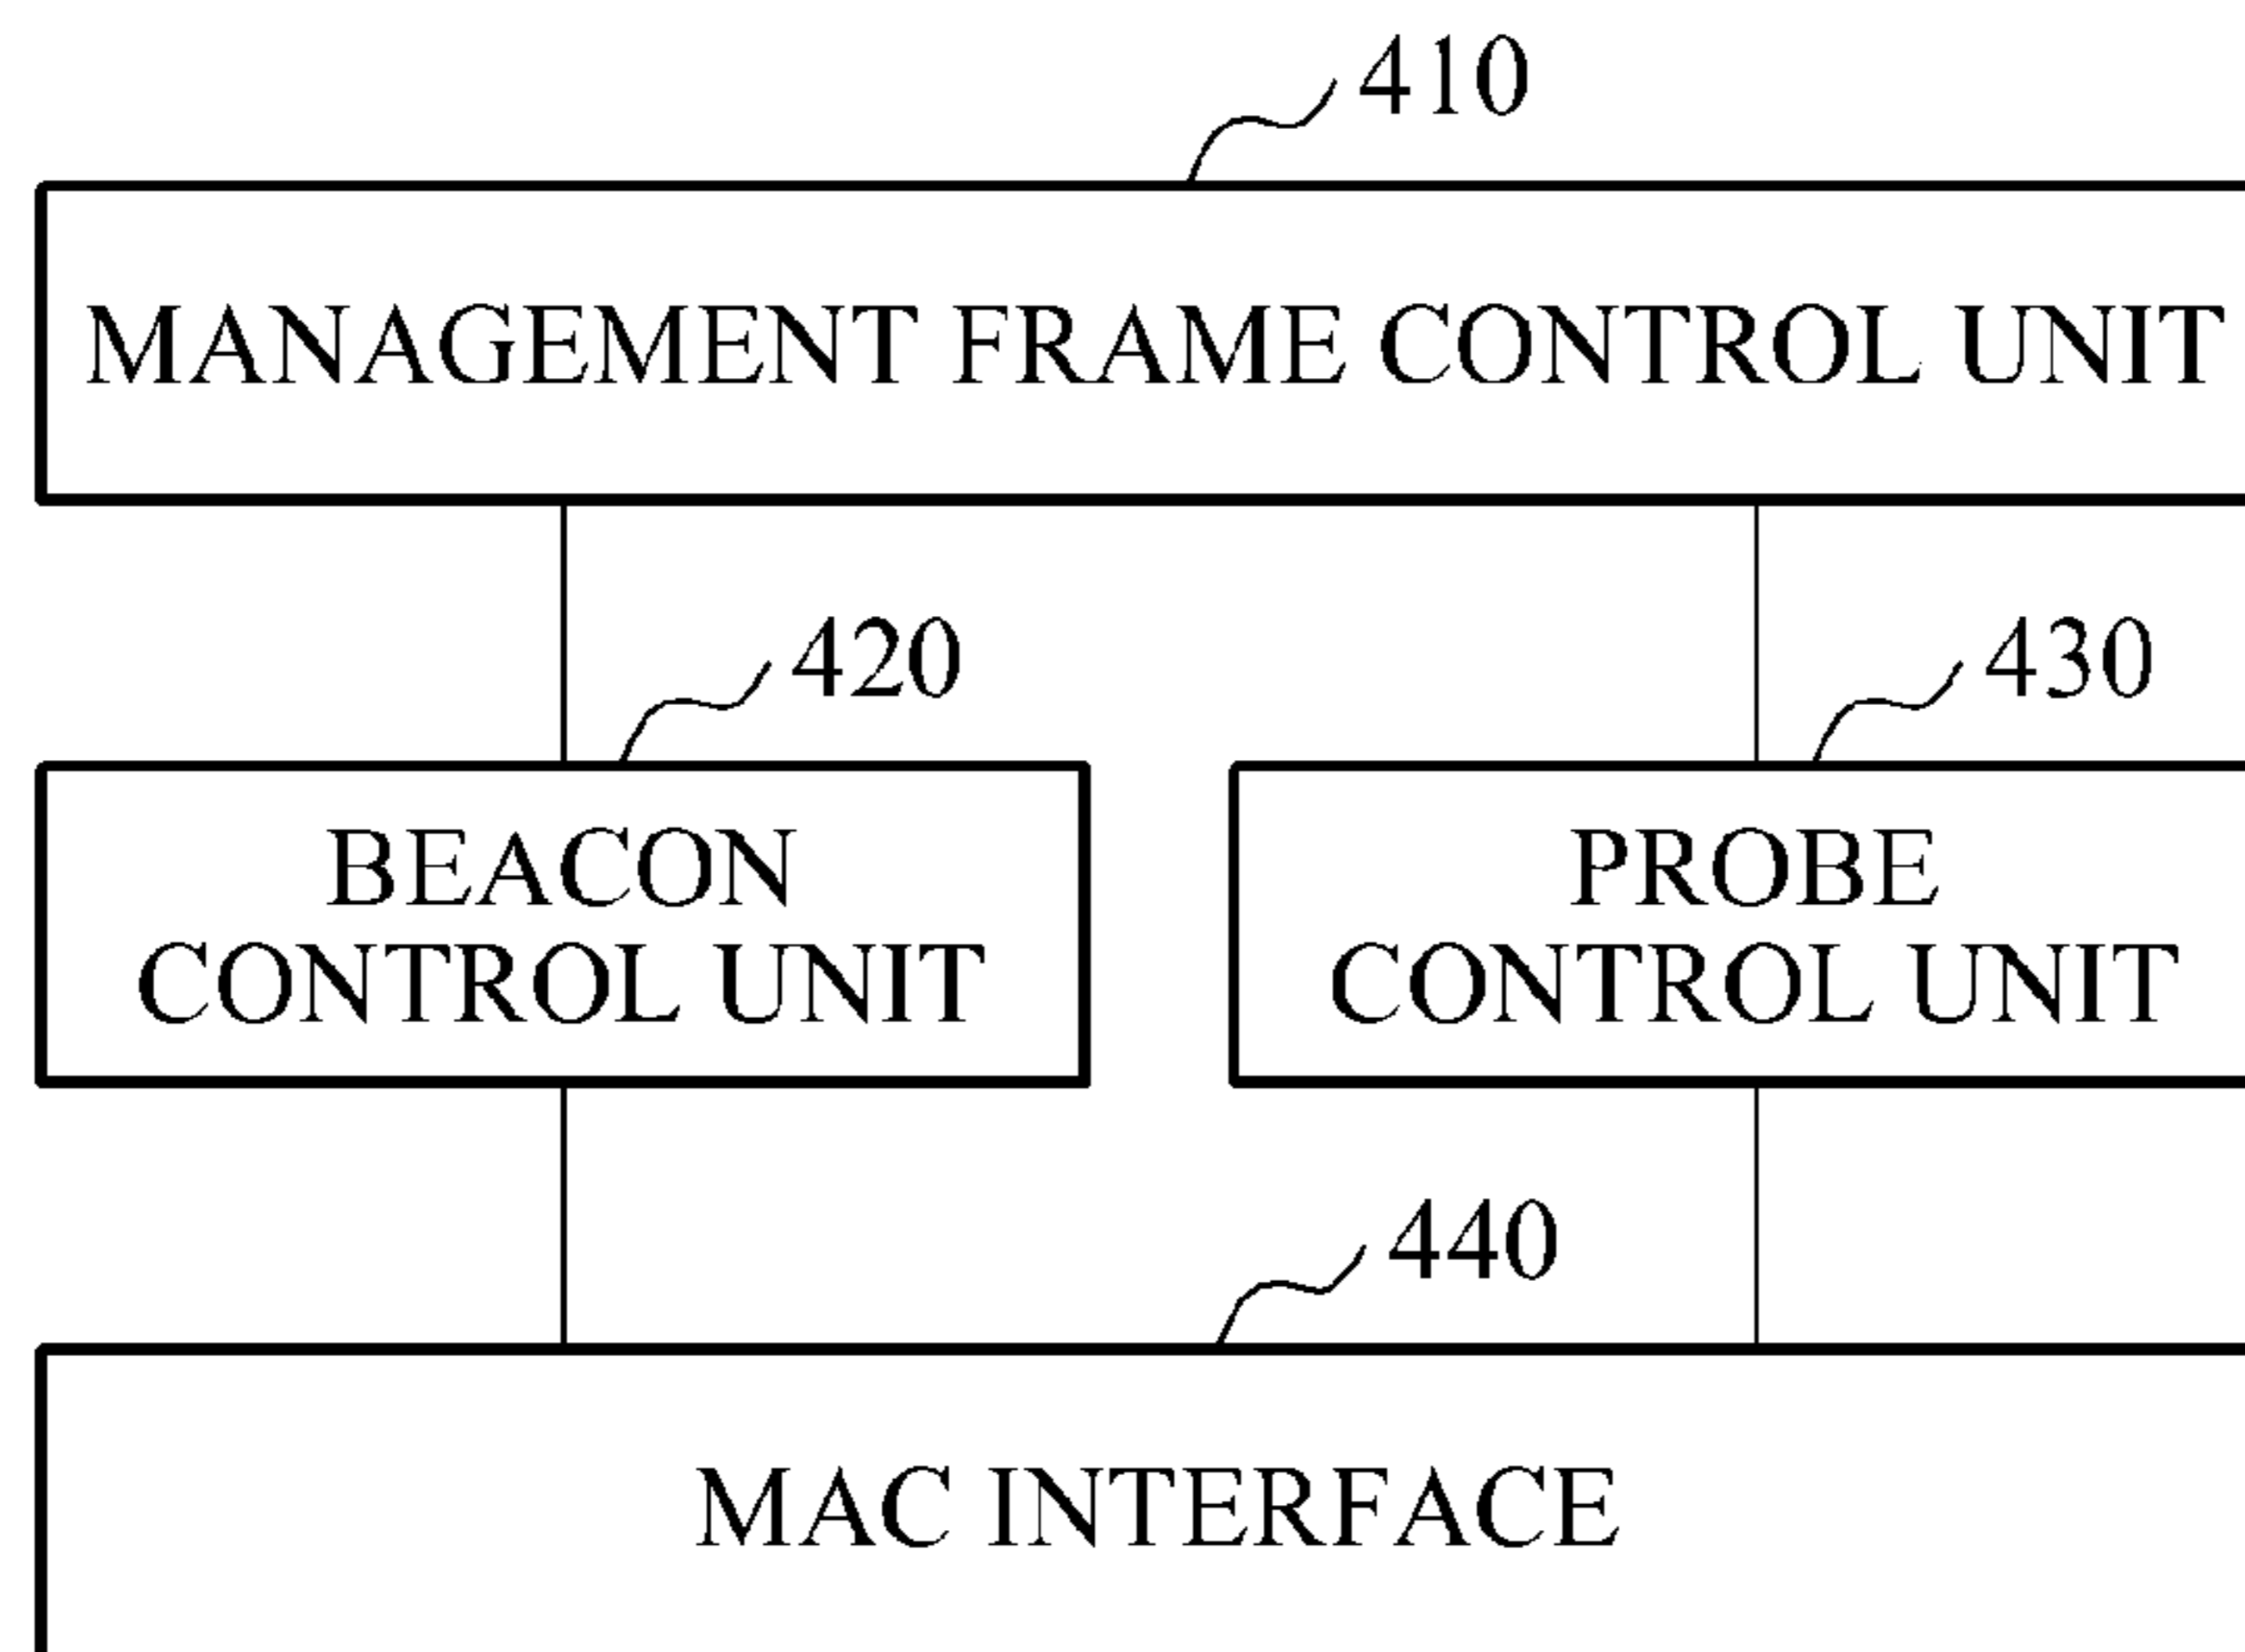 410
MANAGEMENT FRAME CONTROL UNIT
420
430
BEACON
CONTROL UNIT
PROBE
CONTROL UNIT
440
MAC INTERFACE